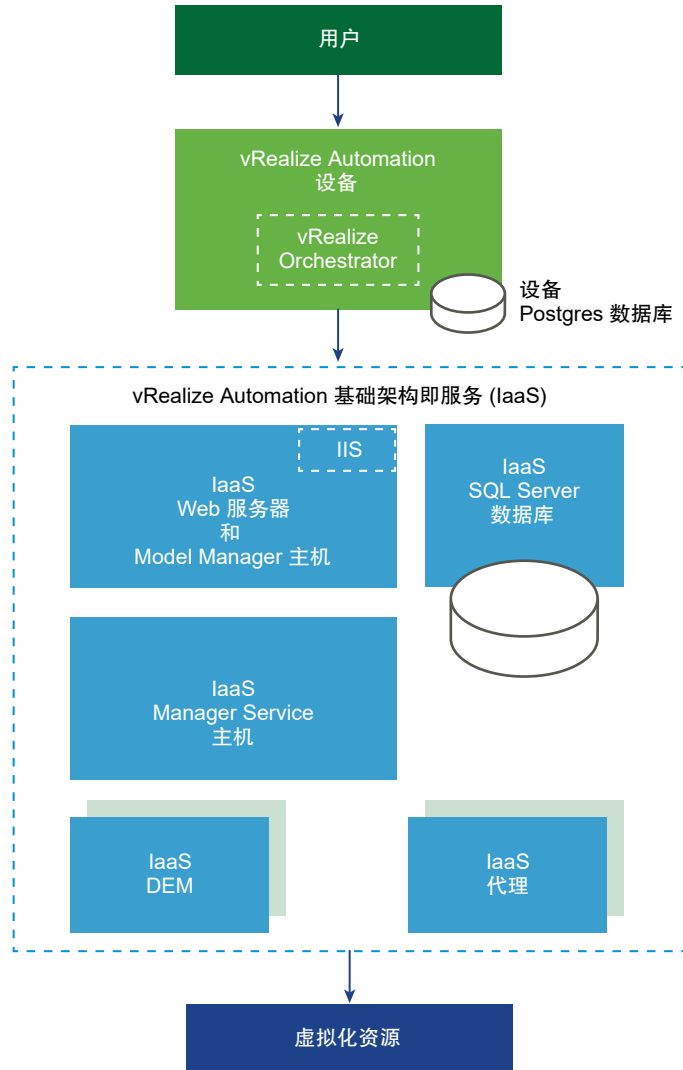 用户
vRealize Automation
设备
vRealize
Orchestrator
设备
Postgres 数据库
vRealize Automation 基础架构即服务 (IaaS)
IIS
IaaS
Web 服务器
和
Model Manager 主机
IaaS
SQL Server
数据库
IaaS
Manager Service
主机
IaaS
DEM
IaaS
代理
虚拟化资源